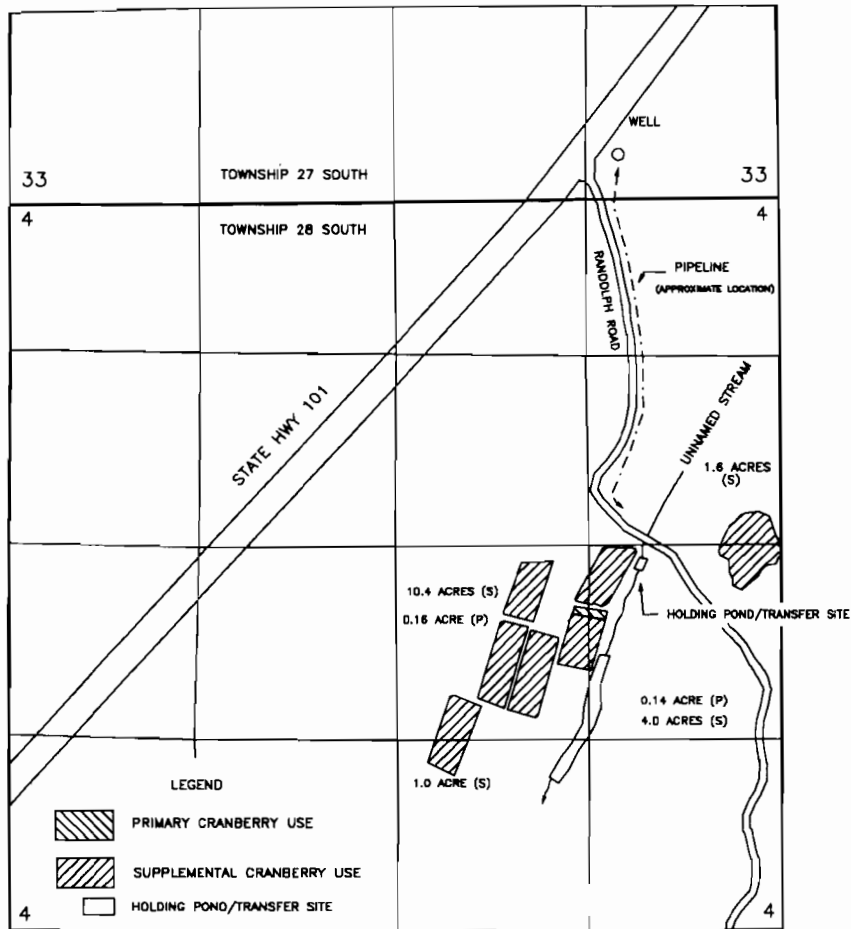 WELL
33
TOWNSHIP 27 SOUTH
33
4
TOWNSHIP 28 SOUTH
4
PIPELINE
(APPROXIMATE LOCATION)
RANDOLPH ROAD
STATE HWY 101
UNNAMED STREAM
1.6 ACRES
(S)
10.4 ACRES (S)
0.16 ACRE (P)
HOLDING POND/TRANSFER SITE
0.14 ACRE (P)
4.0 ACRES (S)
1.0 ACRE (S)
LEGEND
PRIMARY CRANBERRY USE
SUPPLEMENTAL CRANBERRY USE
HOLDING POND/TRANSFER SITE
4
4